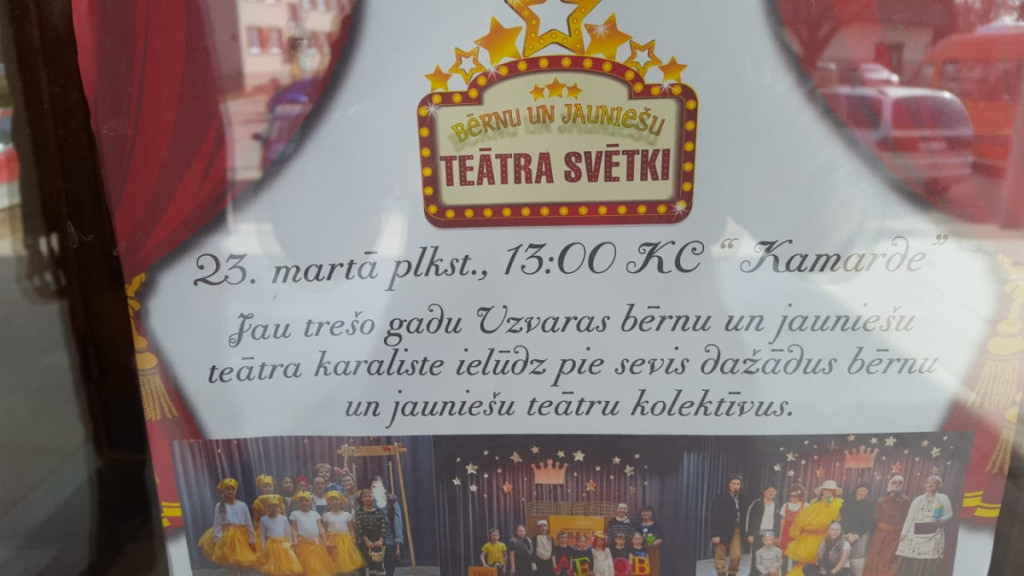 BĒRNU UN JAUNIEŠU
TEĀTRA SVĒTKI
23. martā plkst., 13:00 KC “ Kamarde”
Jau trešo gadu Uzvaras bērnu un jauniešu
teātra karaliste ielūdz pie sevis dažādus bērnu
un jauniešu teātru kolektīvus.